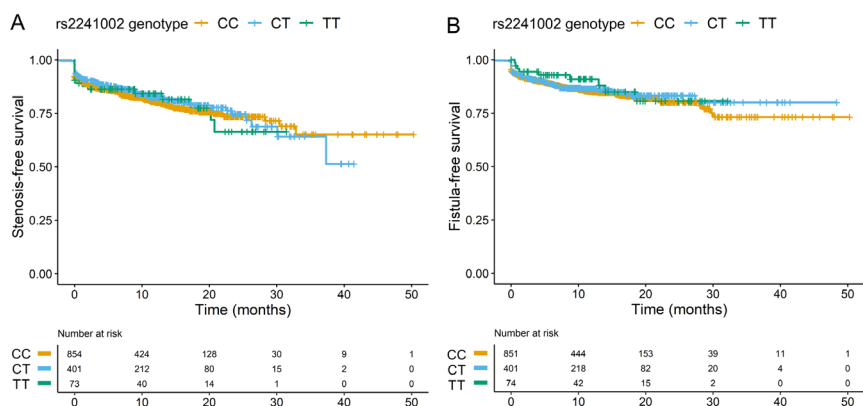 A
rs2241002 genotype CC CT TT
1.00
0.75
0.50
0.25
0.00
Stenosis-free survival
0 10 20 30 40 50
Time (months)
Number at risk
CC 854 424 128 30 9 1
CT 401 212 80 15 2 0
TT 73 40 14 1 0 0
0 10 20 30 40 50
B
rs2241002 genotype CC CT TT
1.00
0.75
0.50
0.25
0.00
Fistula-free survival
0 10 20 30 40 50
Time (months)
Number at risk
CC 851 444 153 39 11 1
CT 401 218 82 20 4 0
TT 74 42 15 2 0 0
0 10 20 30 40 50